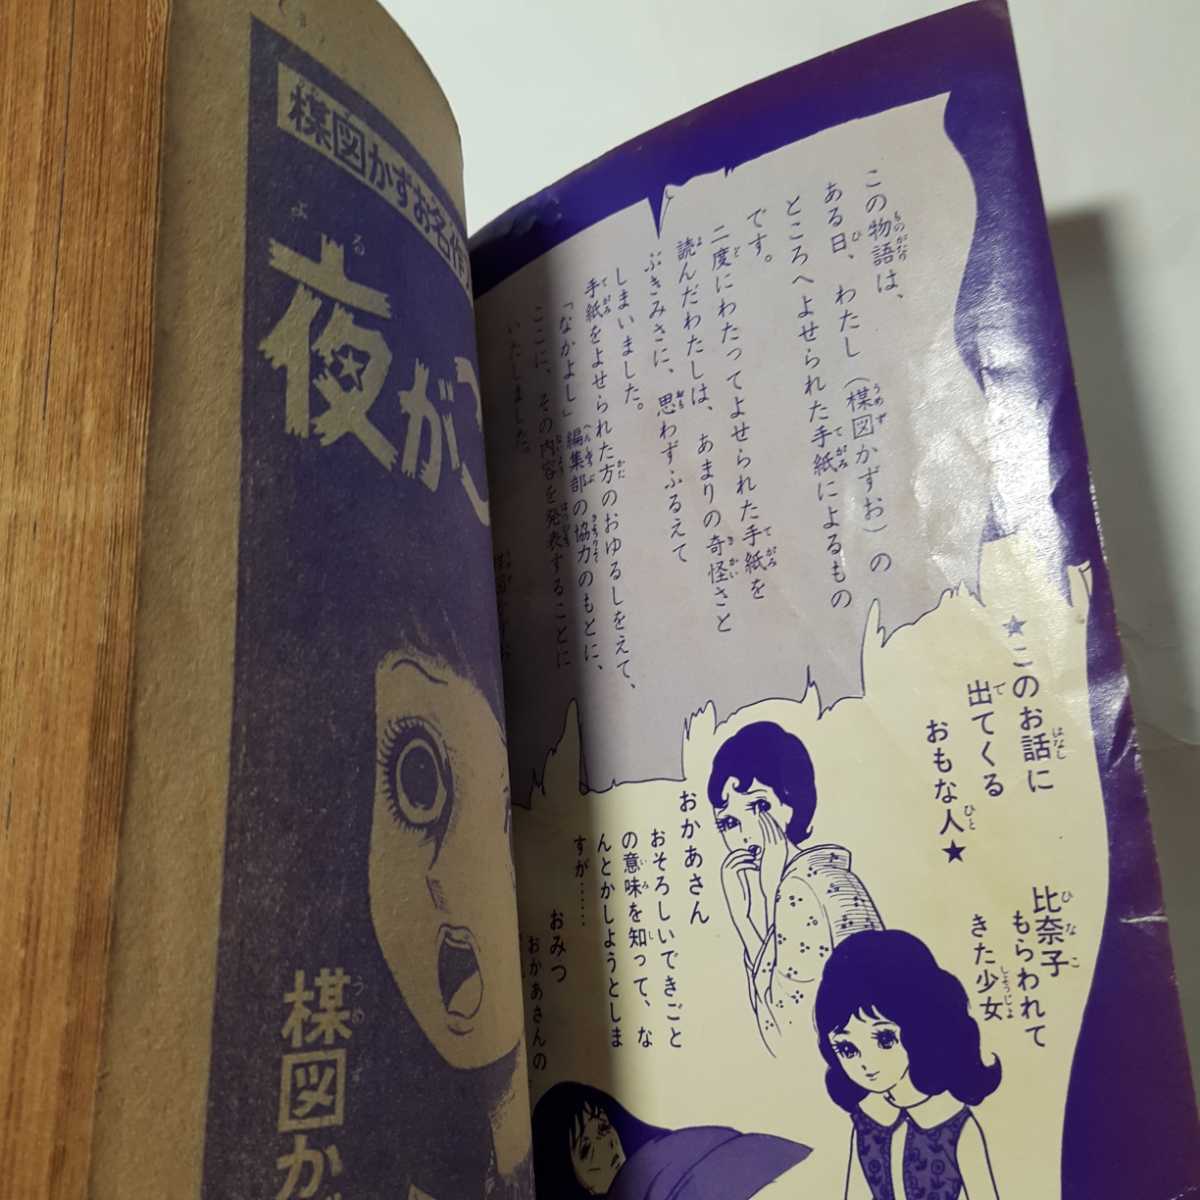 この物語は、
ある日、わたし(楳図かずお)の
ところへよせられた手紙によるもの
です。
二度にわたってよせられた手紙を
読んだわたしは、あまりの奇怪さと
ぶきみさに、思わずふるえて
しまいました。
手紙をよせられた方のおゆるしをえて、
「なかよし」編集部の協力のもとに、
ここに、その内容を発表することに
いたしました。
★このお話に
出てくる
おもな人★
比奈子
もらわれて
きた少女
おかあさん
おそろしいできごと
の意味を知って、な
んとかしようとしま
すが……
おみつ
おかあさんの
楳図かずお名作
夜がこ
楳図か